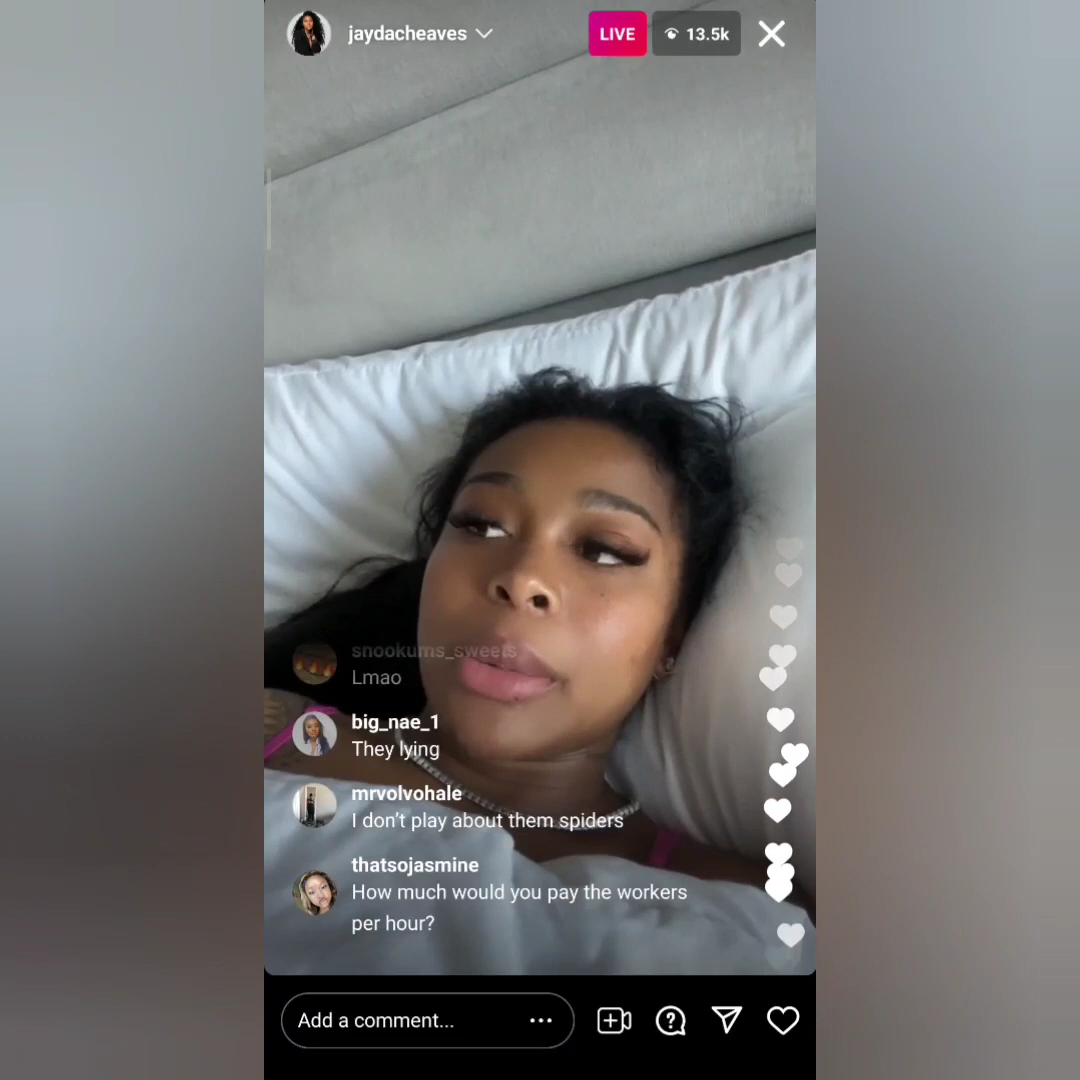 jaydacheaves
LIVE
13.5k
snookums_sweets
Lmao
big_nae_1
They lying
mrvolvohale
I don't play about them spiders
thatsojasmine
How much would you pay the workers
per hour?
Add a comment...